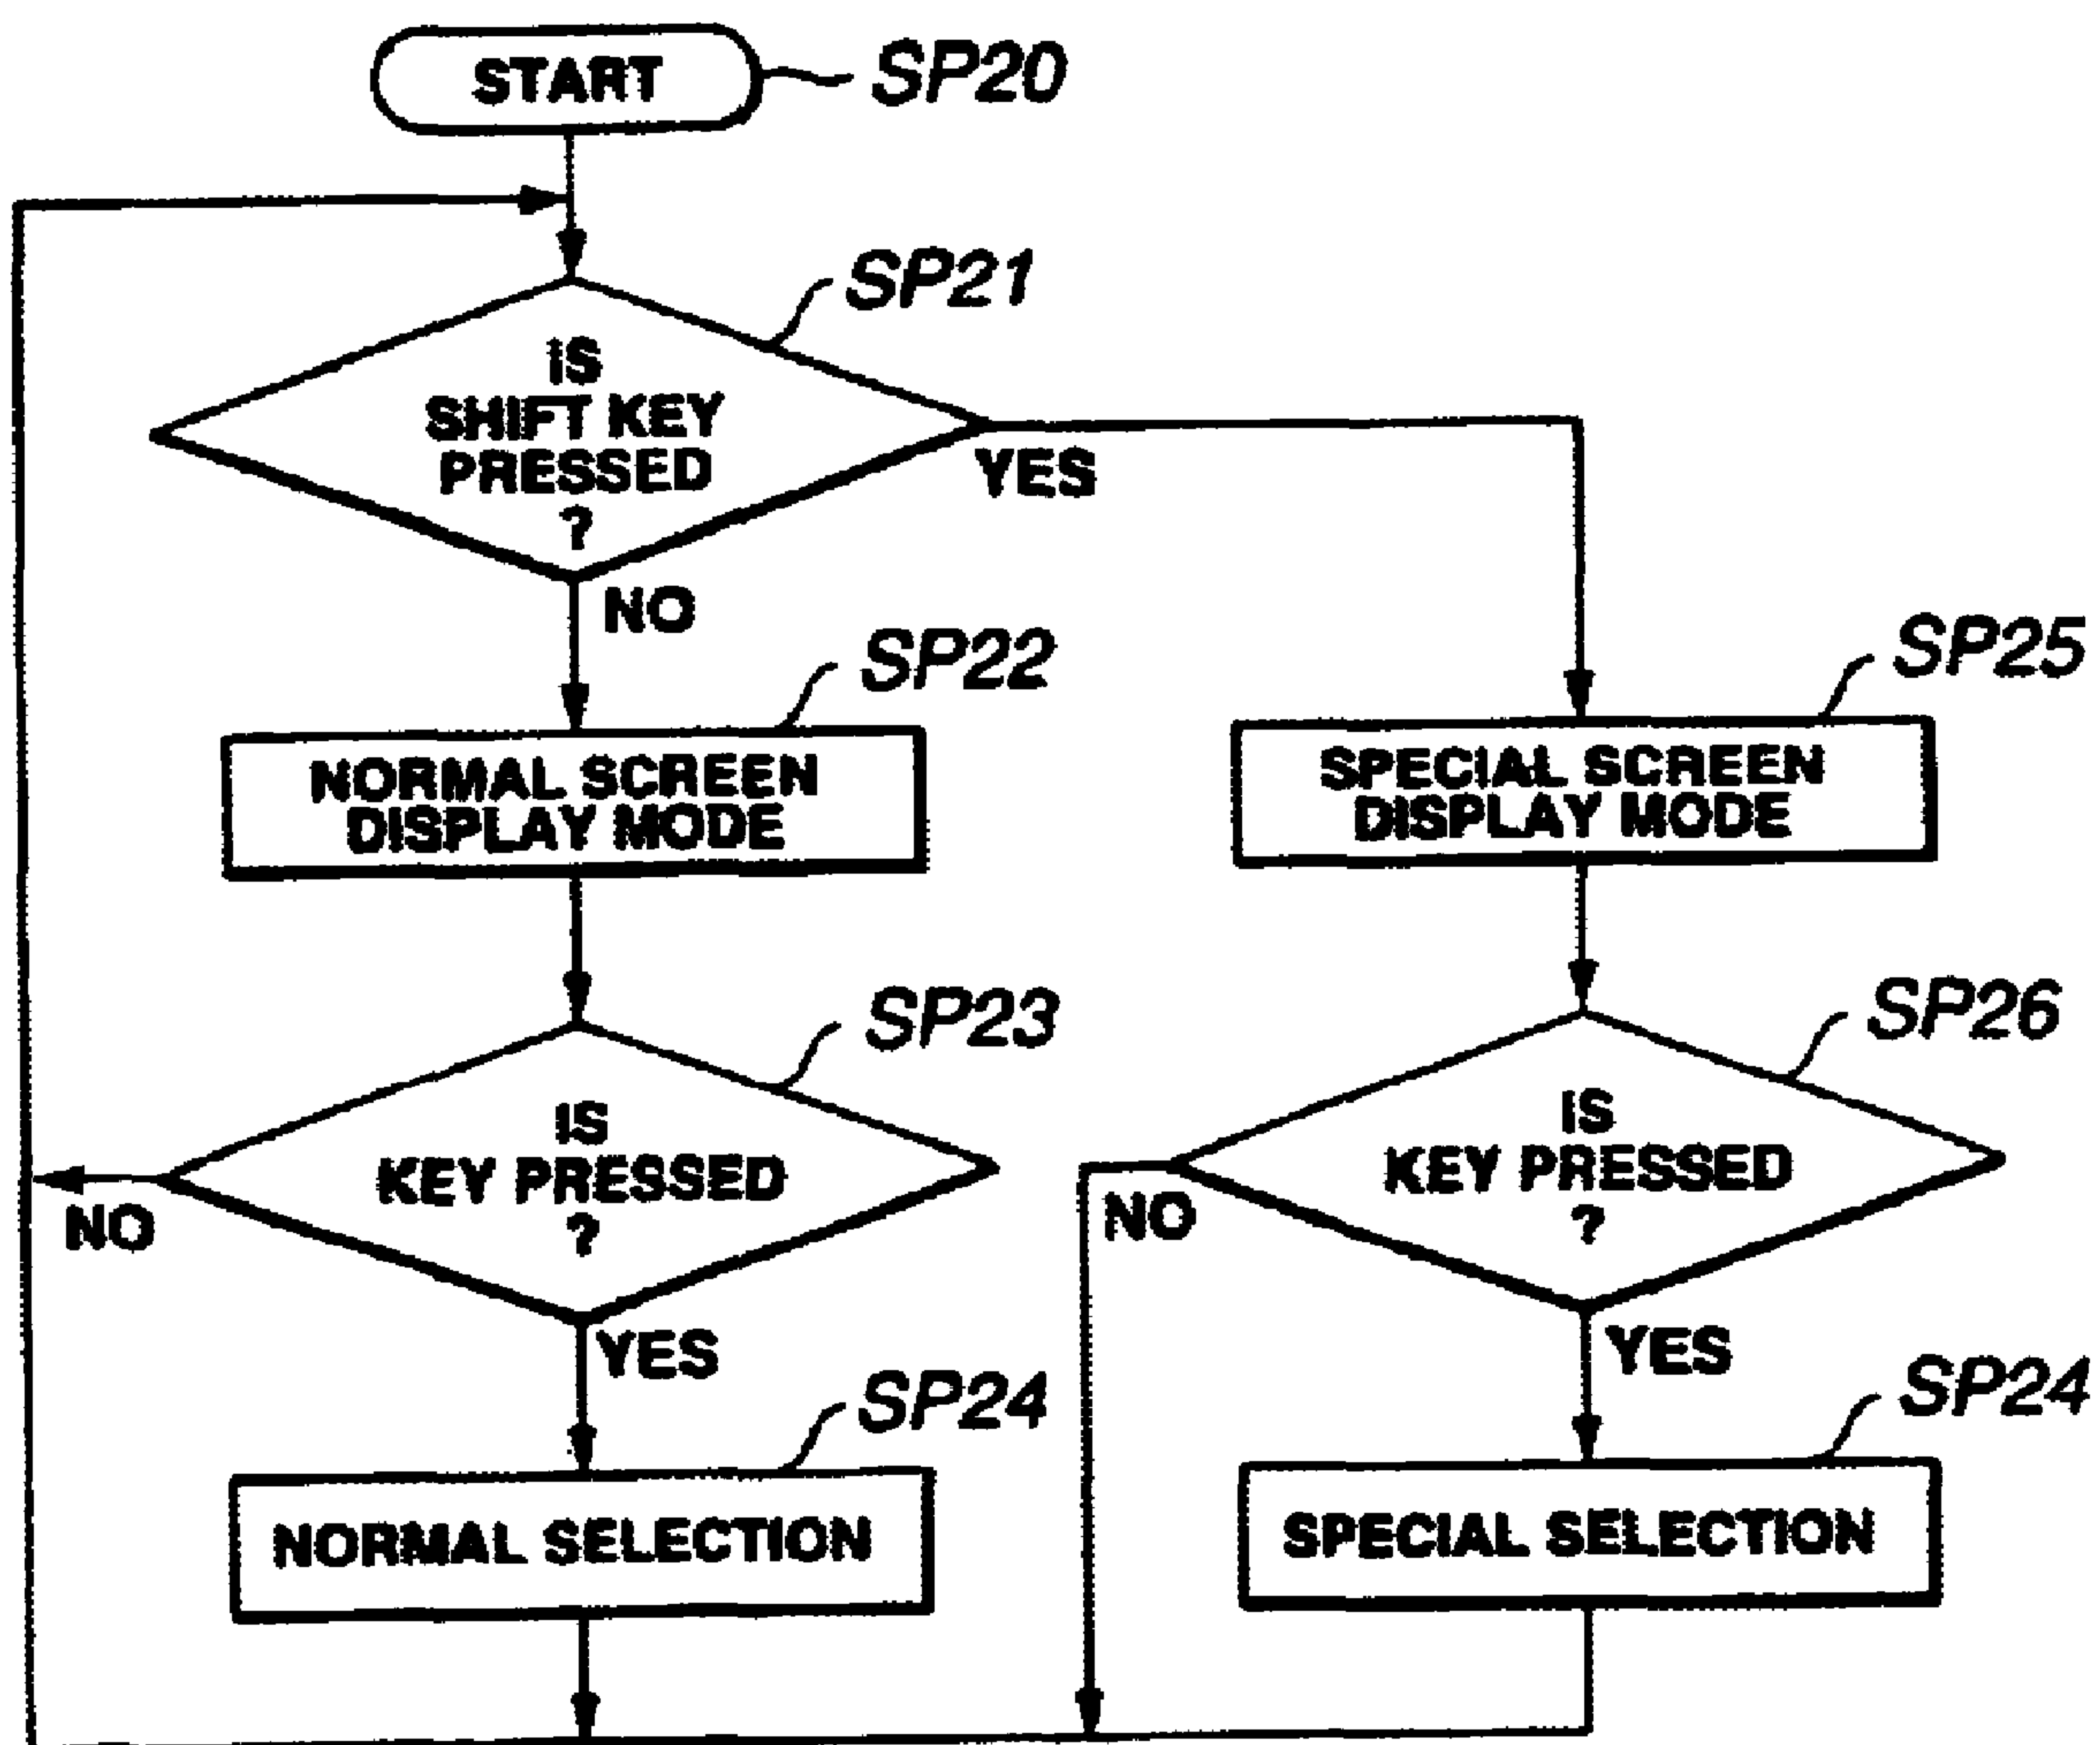 START
SP20
SP21
IS
SHIFT KEY
PRESSED
?
YES
NO
SP22
NORMAL SCREEN
DISPLAY MODE
SP25
SPECIAL SCREEN
DISPLAY MODE
SP23
IS
KEY PRESSED
?
NO
YES
SP26
IS
KEY PRESSED
?
NO
YES
SP24
NORMAL SELECTION
SP24
SPECIAL SELECTION